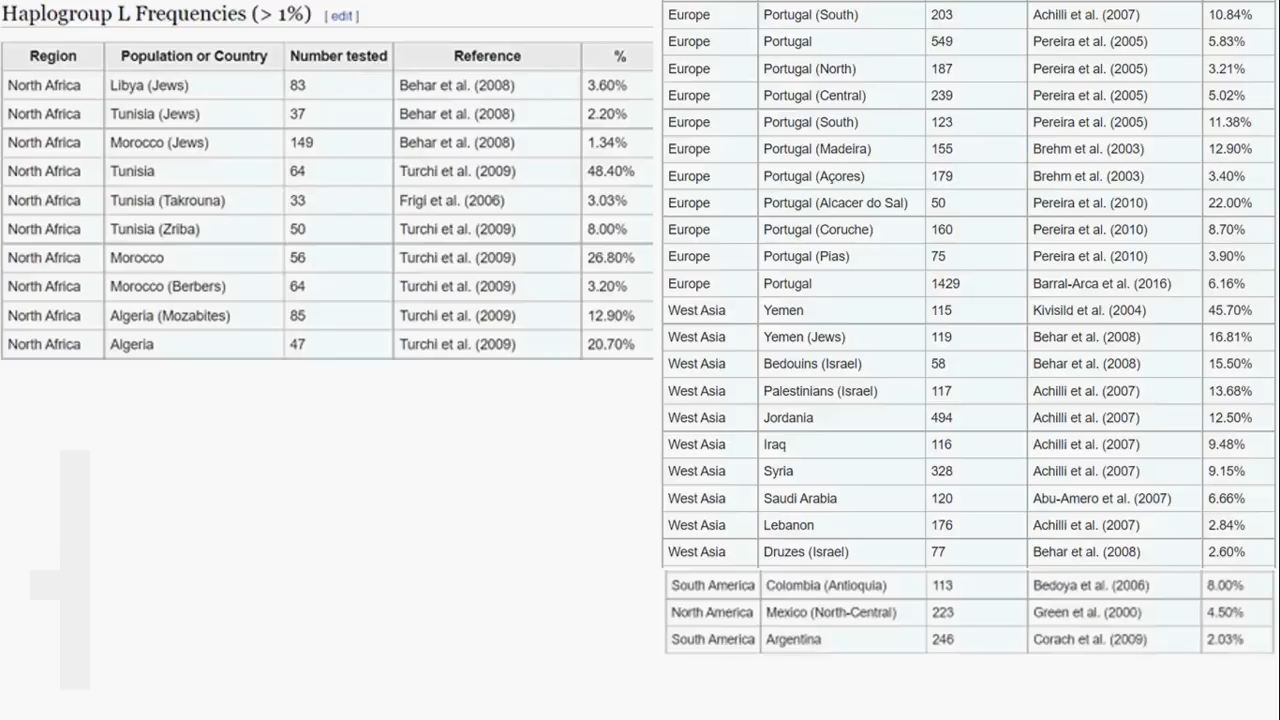 Haplogroup L Frequencies (> 1%) [ edit ]
Region Population or Country Number tested Reference %
North Africa Libya (Jews) 83 Behar et al. (2008) 3.60%
North Africa Tunisia (Jews) 37 Behar et al. (2008) 2.20%
North Africa Morocco (Jews) 149 Behar et al. (2008) 1.34%
North Africa Tunisia 64 Turchi et al. (2009) 48.40%
North Africa Tunisia (Takrouna) 33 Frigi et al. (2006) 3.03%
North Africa Tunisia (Zriba) 50 Turchi et al. (2009) 8.00%
North Africa Morocco 56 Turchi et al. (2009) 26.80%
North Africa Morocco (Berbers) 64 Turchi et al. (2009) 3.20%
North Africa Algeria (Mozabites) 85 Turchi et al. (2009) 12.90%
North Africa Algeria 47 Turchi et al. (2009) 20.70%
Europe Portugal (South) 203 Achilli et al. (2007) 10.84%
Europe Portugal 549 Pereira et al. (2005) 5.83%
Europe Portugal (North) 187 Pereira et al. (2005) 3.21%
Europe Portugal (Central) 239 Pereira et al. (2005) 5.02%
Europe Portugal (South) 123 Pereira et al. (2005) 11.38%
Europe Portugal (Madeira) 155 Brehm et al. (2003) 12.90%
Europe Portugal (Açores) 179 Brehm et al. (2003) 3.40%
Europe Portugal (Alcacer do Sal) 50 Pereira et al. (2010) 22.00%
Europe Portugal (Coruche) 160 Pereira et al. (2010) 8.70%
Europe Portugal (Pias) 75 Pereira et al. (2010) 3.90%
Europe Portugal 1429 Barral-Arca et al. (2016) 6.16%
West Asia Yemen 115 Kivisild et al. (2004) 45.70%
West Asia Yemen (Jews) 119 Behar et al. (2008) 16.81%
West Asia Bedouins (Israel) 58 Behar et al. (2008) 15.50%
West Asia Palestinians (Israel) 117 Achilli et al. (2007) 13.68%
West Asia Jordania 494 Achilli et al. (2007) 12.50%
West Asia Iraq 116 Achilli et al. (2007) 9.48%
West Asia Syria 328 Achilli et al. (2007) 9.15%
West Asia Saudi Arabia 120 Abu-Amero et al. (2007) 6.66%
West Asia Lebanon 176 Achilli et al. (2007) 2.84%
West Asia Druzes (Israel) 77 Behar et al. (2008) 2.60%
South America Colombia (Antioquia) 113 Bedoya et al. (2006) 8.00%
North America Mexico (North-Central) 223 Green et al. (2000) 4.50%
South America Argentina 246 Corach et al. (2009) 2.03%